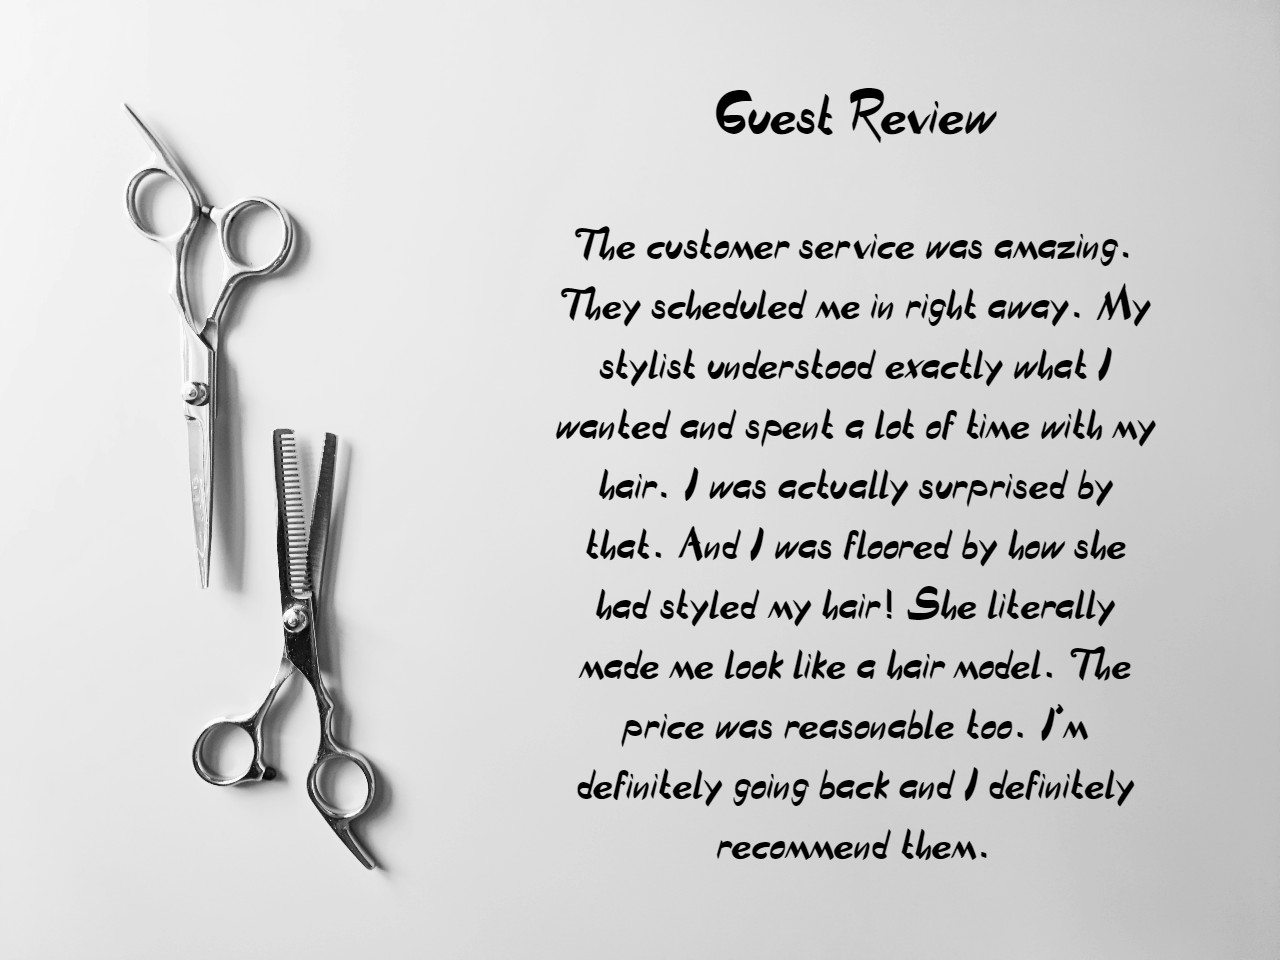 Guest Review
The customer service was amazing.
They scheduled me in right away. My
stylist understood exactly what I
wanted and spent a lot of time with my
hair. I was actually surprised by
that. And I was floored by how she
had styled my hair! She literally
made me look like a hair model. The
price was reasonable too. I'm
definitely going back and I definitely
recommend them.